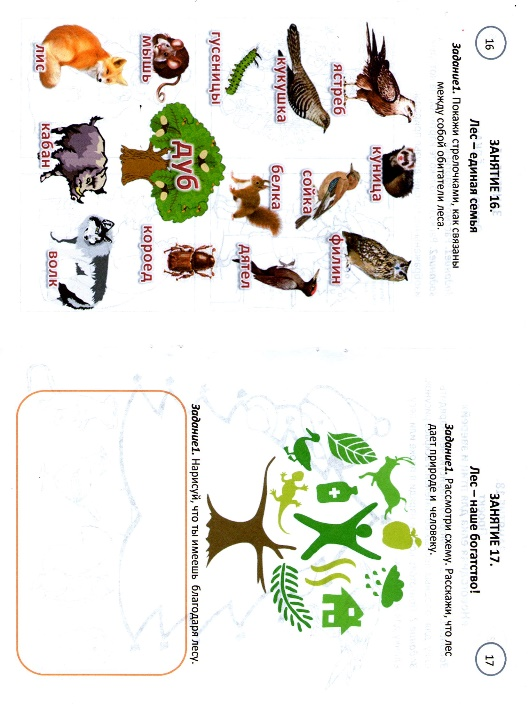 16
ЗАНЯТИЕ 16
Лес – единая семья
Задание1. Покажи стрелочками, как связаны
между собой обитатели леса.
ястреб
куница
филин
кукушка
сойка
дятел
гусеницы
белка
мышь
дуб
короед
лис
кабан
волк
ЗАНЯТИЕ 17.
Лес – наше богатство!
Задание1. Рассмотри схему. Расскажи, что лес
дает природе и человеку.
Задание1. Нарисуй, что ты имеешь благодаря лесу.
17